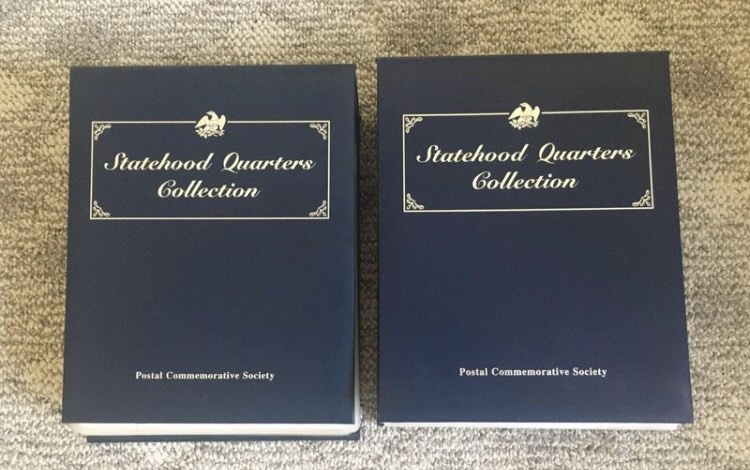 Statehood Quarters
Collection
Postal Commemorative Society
Statehood Quarters
Collection
Postal Commemorative Society